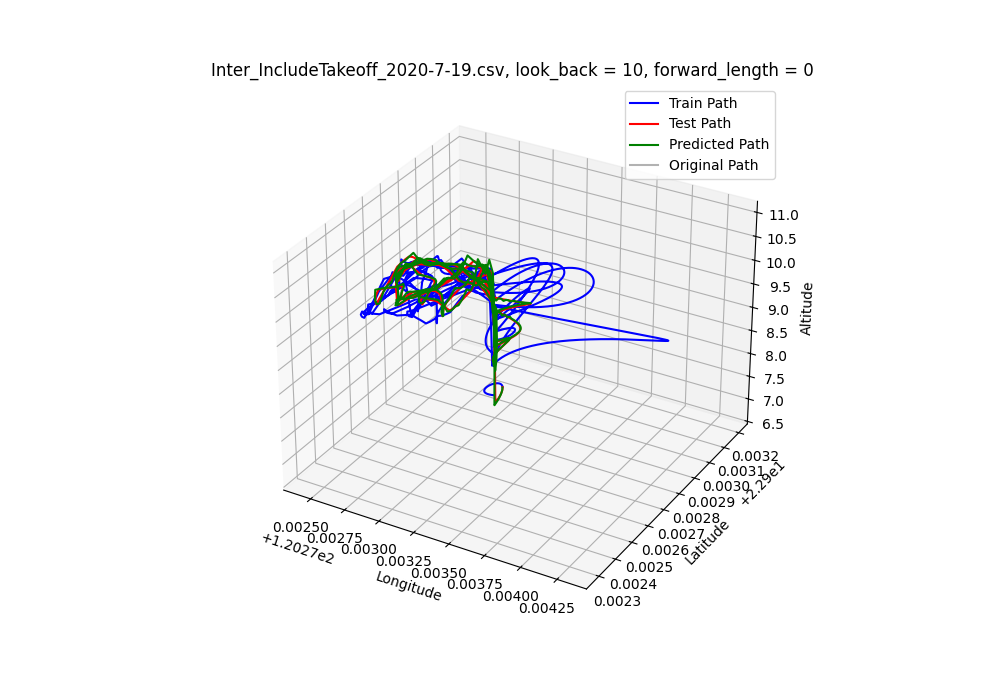 Inter_IncludeTakeoff_2020-7-19.csv, look_back = 10, forward_length = 0
Train Path
Test Path
Predicted Path
Original Path
11.0
10.5
10.0
9.5
9.0
8.5
8.0
7.5
7.0
6.5
Altitude
0.0032
0.0031
0.0030
0.0029
0.0028
0.0027
0.0026
0.0025
0.0024
0.0023
+2.29e1
Latitude
0.00250
0.00275
0.00300
0.00325
0.00350
0.00375
0.00400
0.00425
+1.2027e2
Longitude